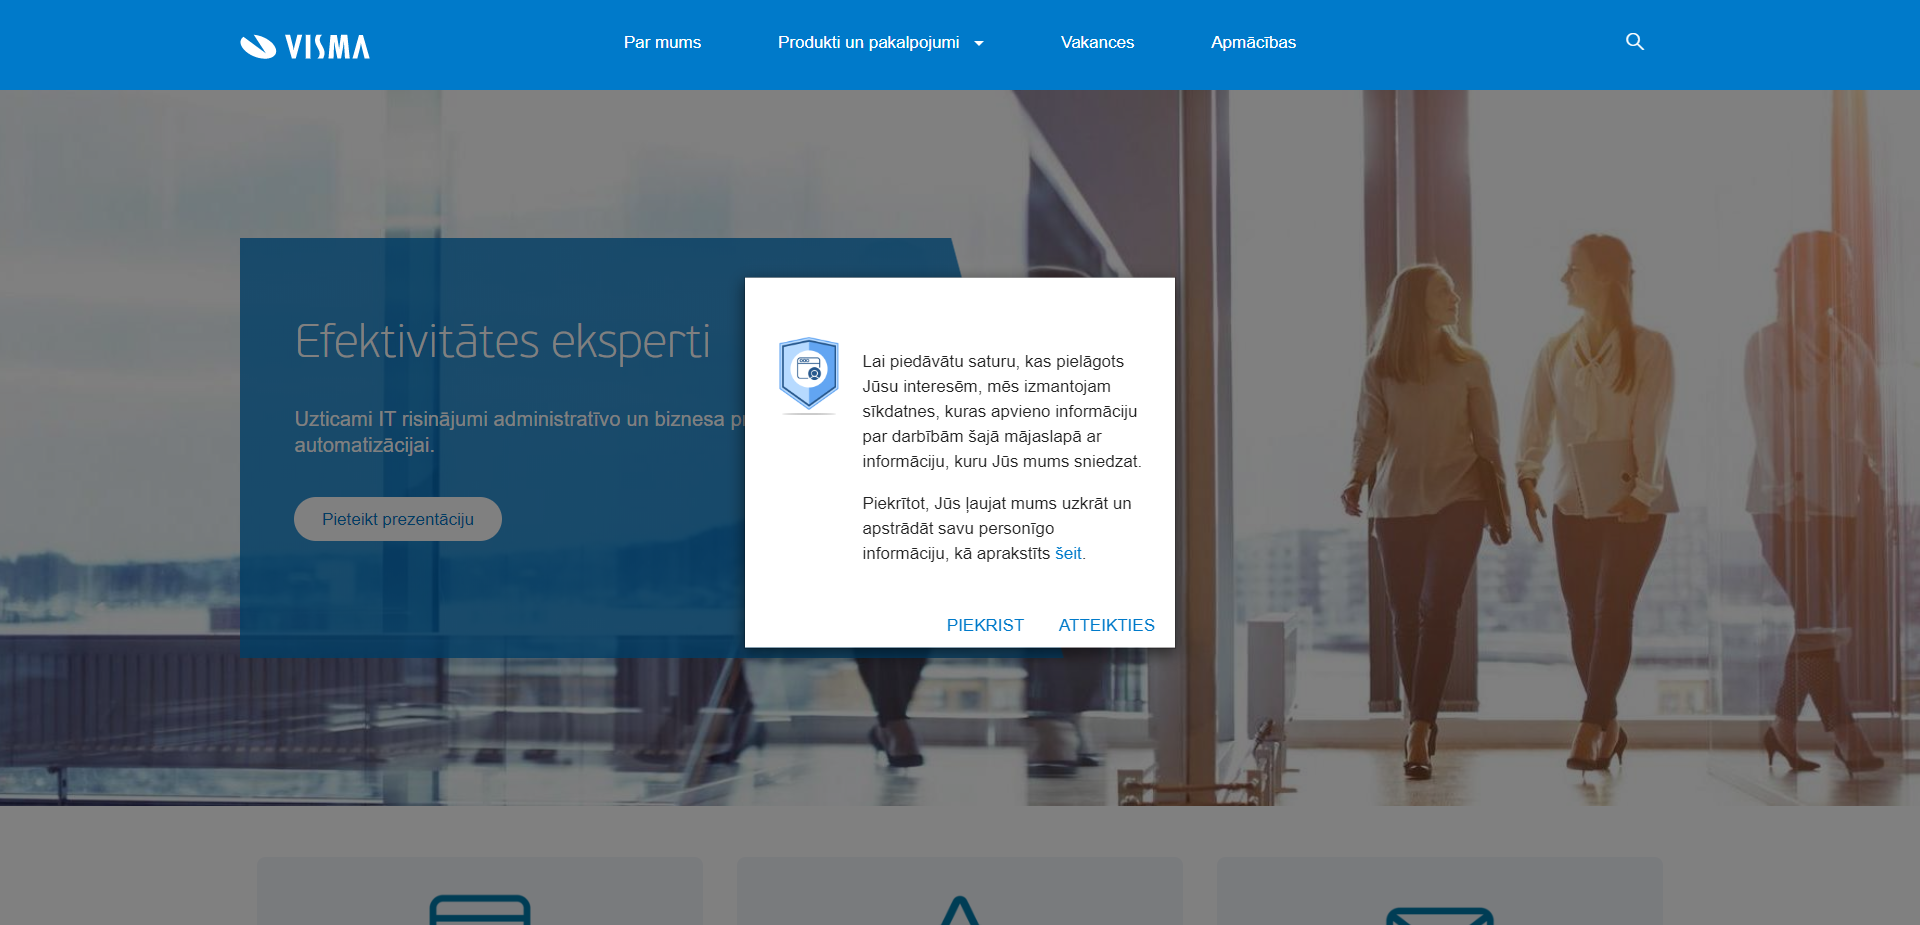 VISMA
Par mums
Produkti un pakalpojumi
Vakances
Apmācības
Efektivitātes eksperti
Uzticami IT risinājumi administratīvo un biznesa
automatizācijai.
Pieteikt prezentāciju
Lai piedāvātu saturu, kas pielāgots
Jūsu interesēm, mēs izmantojam
sīkdatnes, kuras apvieno informāciju
par darbībām šajā mājaslapā ar
informāciju, kuru Jūs mums sniedzat.
Piekrītot, Jūs ļaujat mums uzkrāt un
apstrādāt savu personīgo
informāciju, kā aprakstīts šeit.
PIEKRIST
ATTEIKTIES